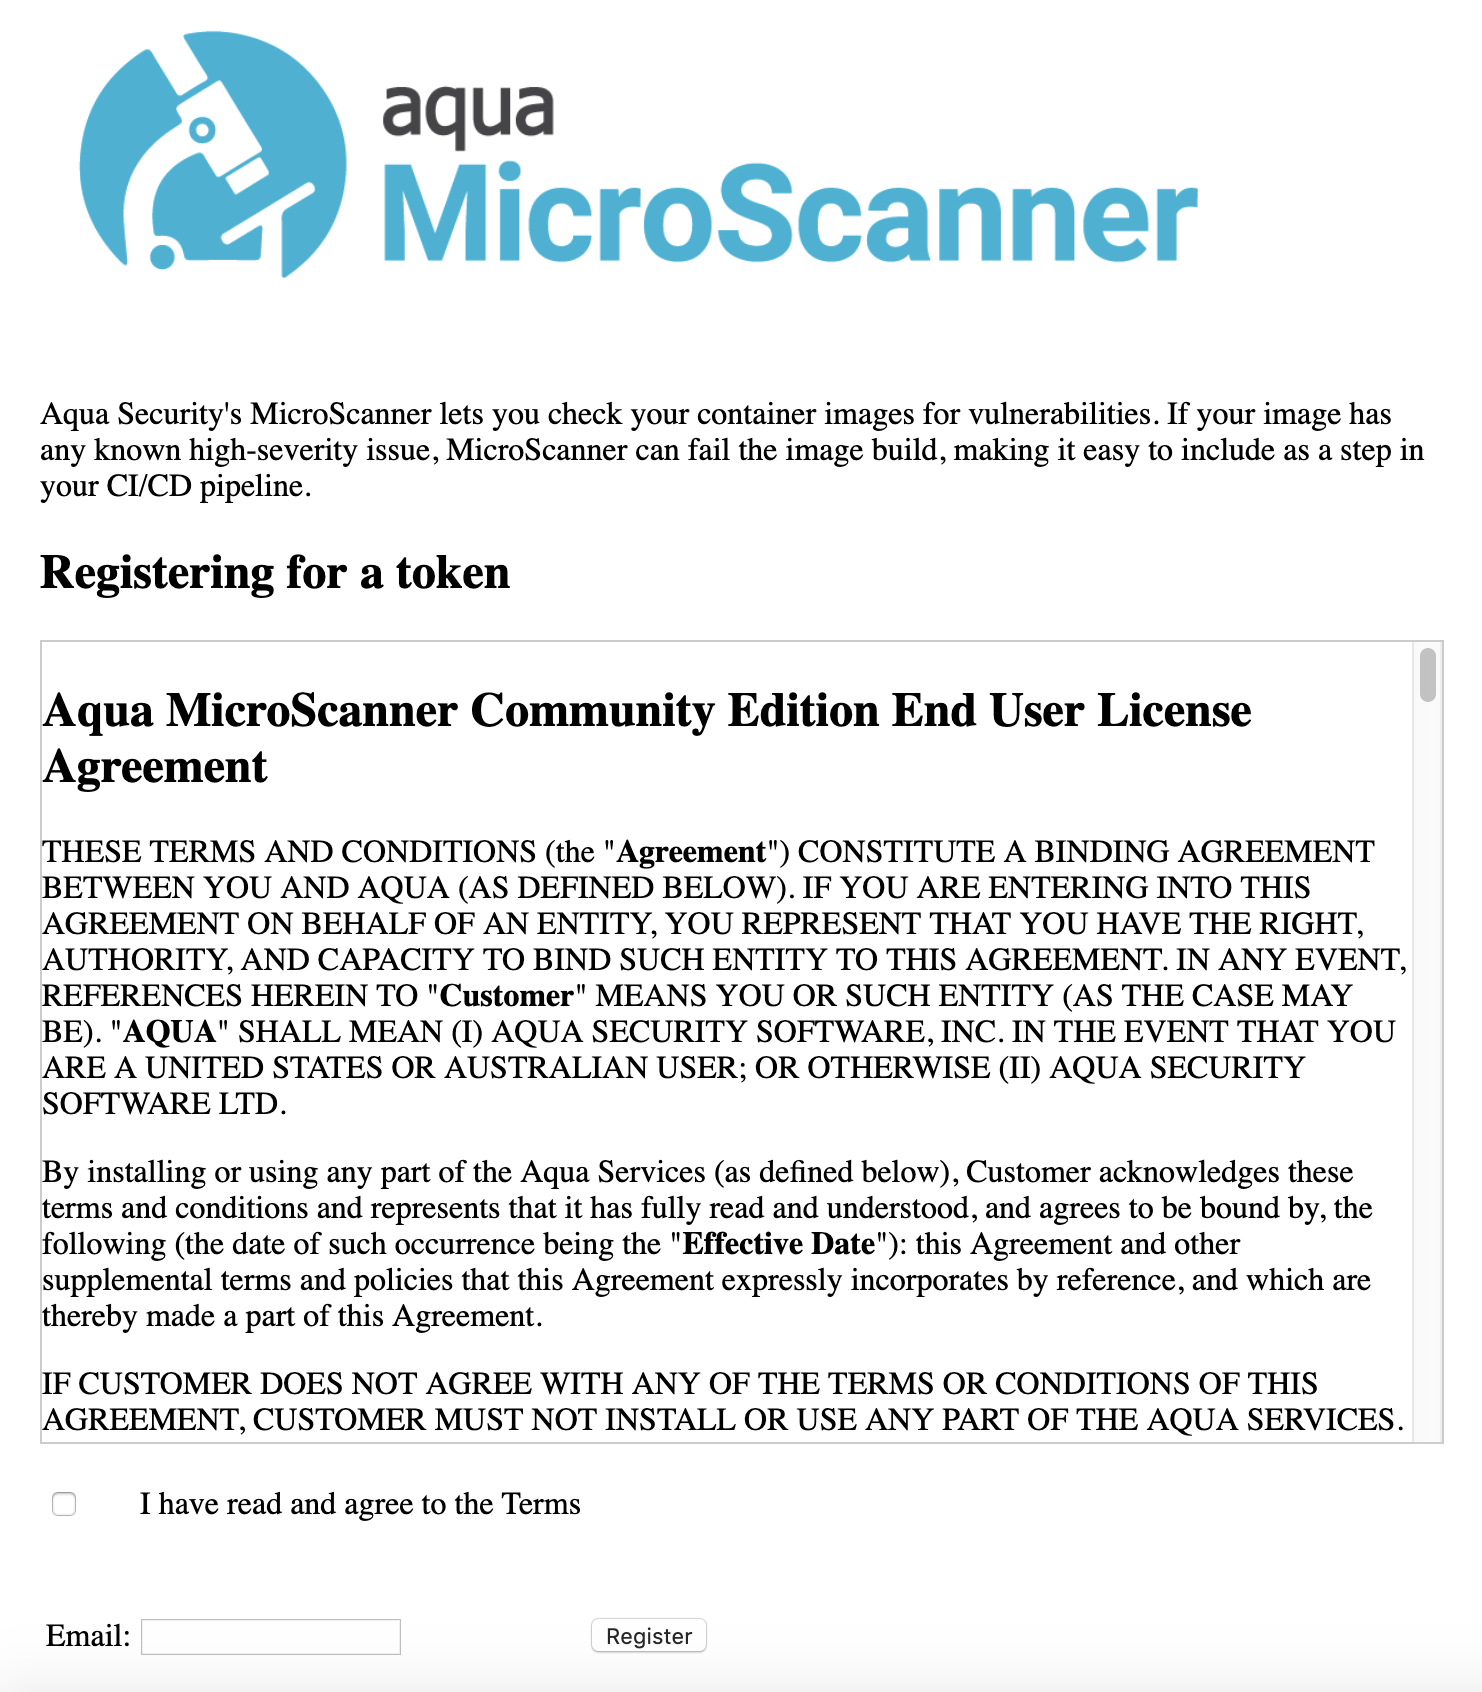 aqua
MicroScanner
Aqua Security's MicroScanner lets you check your container images for vulnerabilities. If your image has
any known high-severity issue, MicroScanner can fail the image build, making it easy to include as a step in
your CI/CD pipeline.
Registering for a token
Aqua MicroScanner Community Edition End User License
Agreement
THESE TERMS AND CONDITIONS (the "Agreement") CONSTITUTE A BINDING AGREEMENT
BETWEEN YOU AND AQUA (AS DEFINED BELOW). IF YOU ARE ENTERING INTO THIS
AGREEMENT ON BEHALF OF AN ENTITY, YOU REPRESENT THAT YOU HAVE THE RIGHT,
AUTHORITY, AND CAPACITY TO BIND SUCH ENTITY TO THIS AGREEMENT. IN ANY EVENT,
REFERENCES HEREIN TO "Customer" MEANS YOU OR SUCH ENTITY (AS THE CASE MAY
BE). "AQUA" SHALL MEAN (I) AQUA SECURITY SOFTWARE, INC. IN THE EVENT THAT YOU
ARE A UNITED STATES OR AUSTRALIAN USER; OR OTHERWISE (II) AQUA SECURITY
SOFTWARE LTD.
By installing or using any part of the Aqua Services (as defined below), Customer acknowledges these
terms and conditions and represents that it has fully read and understood, and agrees to be bound by, the
following (the date of such occurrence being the "Effective Date"): this Agreement and other
supplemental terms and policies that this Agreement expressly incorporates by reference, and which are
thereby made a part of this Agreement.
IF CUSTOMER DOES NOT AGREE WITH ANY OF THE TERMS OR CONDITIONS OF THIS
AGREEMENT, CUSTOMER MUST NOT INSTALL OR USE ANY PART OF THE AQUA SERVICES.
I have read and agree to the Terms
Email: Register